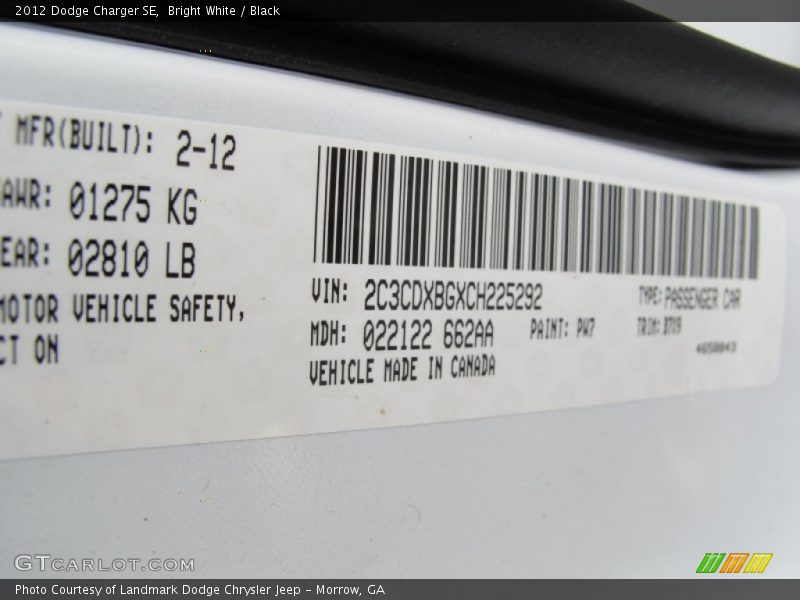 2012 Dodge Charger SE, Bright White / Black
MFR(BUILT): 2-12
AWR: 01275 KG
EAR: 02810 LB
MOTOR VEHICLE SAFETY,
CT ON
VIN: 2C3CDXBGXCH225292
TYPE: PASSENGER CAR
MDH: 022122 662AA
PAINT: PW7
TRIM:
VEHICLE MADE IN CANADA
GTCARLOT.COM
Photo Courtesy of Landmark Dodge Chrysler Jeep - Morrow, GA